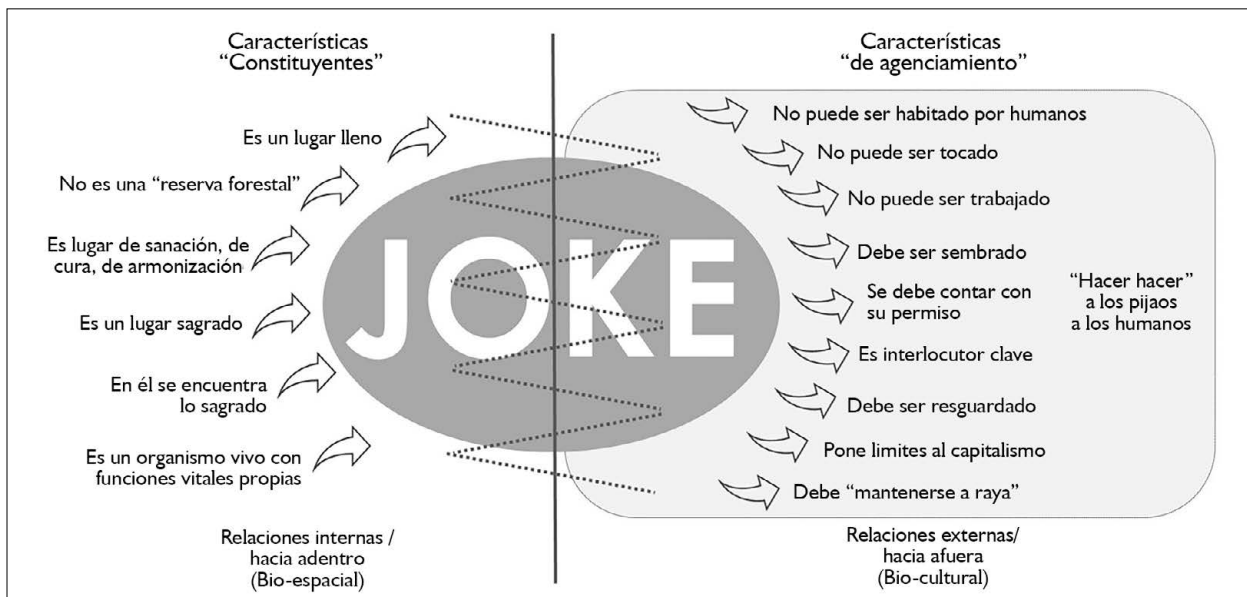 Características
“Constituyentes”
Es un lugar lleno
No es una “reserva forestal”
Es lugar de sanación, de
cura, de armonización
Es un lugar sagrado
En él se encuentra
lo sagrado
Es un organismo vivo con
funciones vitales propias
Relaciones internas /
hacia adentro
(Bio-espacial)
JOKE
Características
“de agenciamiento”
No puede ser habitado por humanos
No puede ser tocado
No puede ser trabajado
Debe ser sembrado
Se debe contar con
su permiso
Es interlocutor clave
Debe ser resguardado
Pone limites al capitalismo
Debe “mantenerse a raya”
“Hacer hacer”
a los pijaos
a los humanos
Relaciones externas/
hacia afuera
(Bio-cultural)